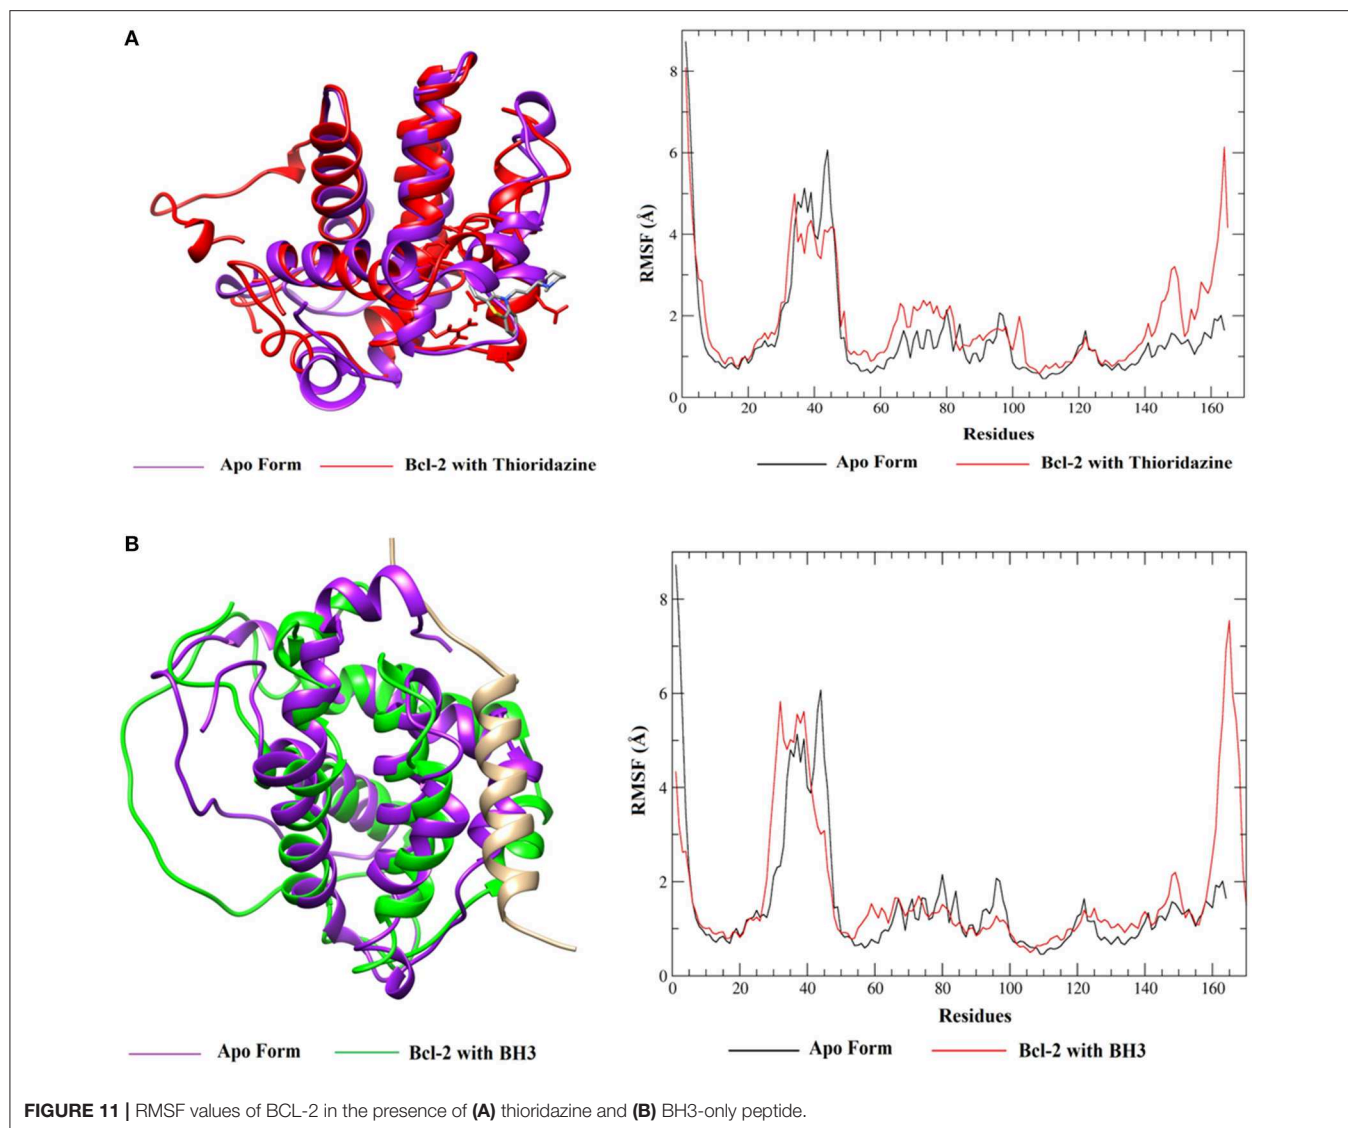 A
8
6
4
2
0
RMSF (Å)
0 20 40 60 80 100 120 140 160
Residues
Apo Form Bcl-2 with Thioridazine
Apo Form Bcl-2 with Thioridazine
B
8
6
4
2
0
RMSF (Å)
0 20 40 60 80 100 120 140 160
Residues
Apo Form Bcl-2 with BH3
Apo Form Bcl-2 with BH3
FIGURE 11 | RMSF values of BCL-2 in the presence of (A) thioridazine and (B) BH3-only peptide.